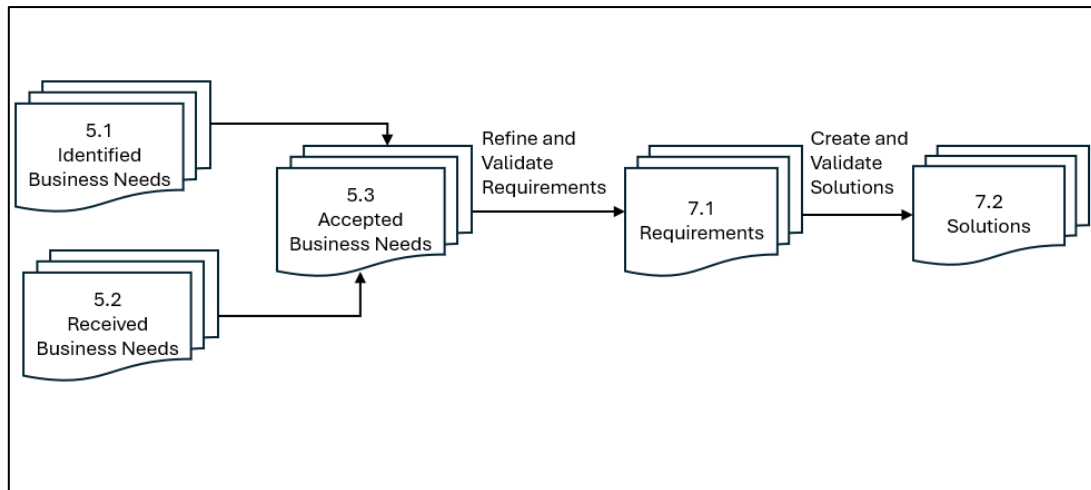 5.1
Identified
Business Needs
5.2
Received
Business Needs
5.3
Accepted
Business Needs
Refine and
Validate
Requirements
7.1
Requirements
Create and
Validate
Solutions
7.2
Solutions